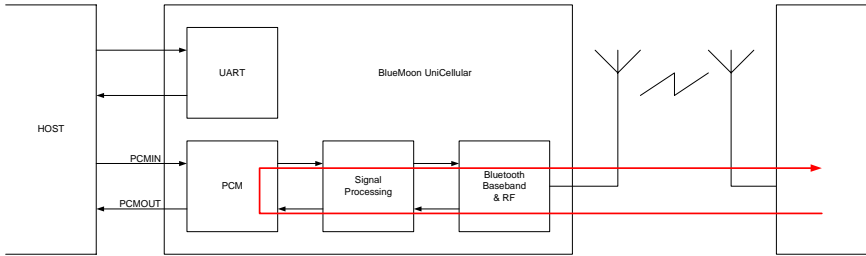 UART
BlueMoon UniCellular
HOST
PCMIN
PCM
Signal
Processing
Bluetooth
Baseband
& RF
PCMOUT